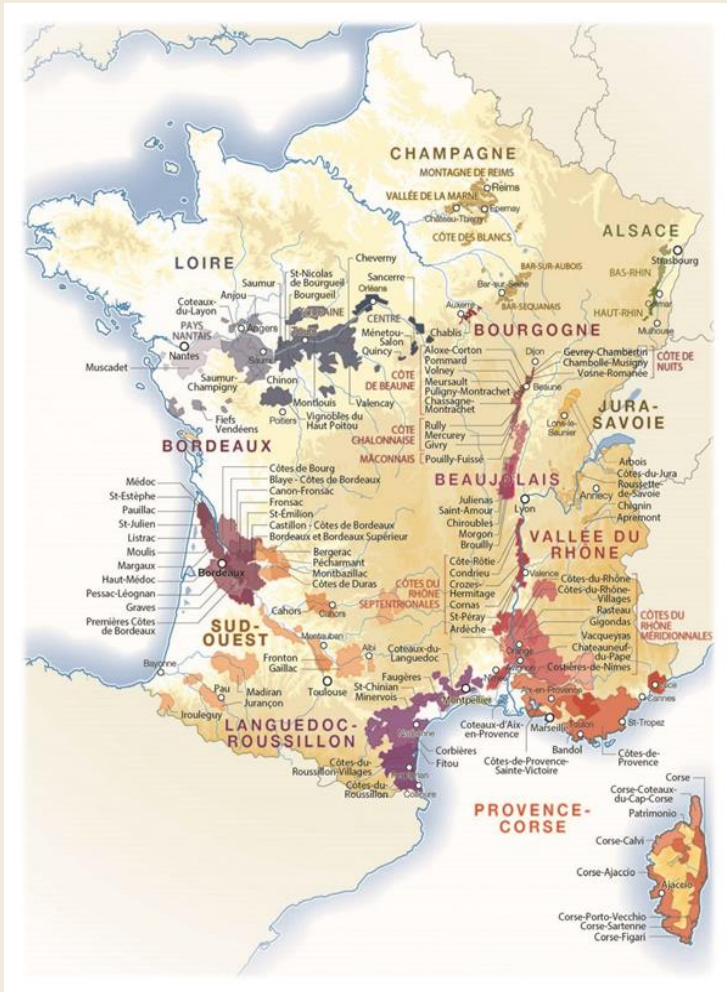 CHAMPAGNE
MONTAGNE DE REIMS
Reims
VALLÉE DE LA MARNE
Epernay
Château-Thierry
CÔTE DES BLANCS
ALSACE
Strasbourg
BAS-RHIN
Colmar
HAUT-RHIN
Mulhouse
BAR-SUR-AUBOIS
Bar-sur-Seine
BAR-SEQUANAIS
LOIRE
Saumur
Anjou
Coteaux-
du-Layon
PAYS
NANTAIS
Nantes
Muscadet
Angers
Saumur
Saumur-
Champigny
Fiefs
Vendéens
St-Nicolas
de Bourgueil
Bourgueil
TOURAINE
Chinon
Montlouis
Vignobles du
Haut Poitou
Poitiers
Cheverny
Orléans
Sancerre
CENTRE
Ménetou-
Salon
Quincy
Valencay
Auxerre
Chablis
BOURGOGNE
Dijon
Beaune
Aloxe-Corton
Pommard
Volney
Meursault
Puligny-Montrachet
Chassagne-
Montrachet
CÔTE
DE BEAUNE
Gevrey-Chambertin
Chambolle-Musigny
Vosne-Romanée
CÔTE DE
NUITS
Rully
Mercurey
Givry
CÔTE
CHALONNAISE
MÂCONNAIS
Pouilly-Fuissé
JURA-
SAVOIE
Lons-le-
Saunier
Arbois
Côtes-du-Jura
Roussette-
de-Savoie
Chignin
Apremont
Annecy
BEAUJOLAIS
Julienas
Saint-Amour
Chiroubles
Morgon
Brouilly
Lyon
VALLÉE DU
RHÔNE
Valence
Côte-Rôtie
Condrieu
Crozes-
Hermitage
Cornas
St-Péray
Ardèche
CÔTES DU
RHÔNE
SEPTENTRIONALES
Côtes-du-Rhône
Côtes-du-Rhône-
Villages
Rasteau
Gigondas
Vacqueyras
Chateauneuf-
du-Pape
Costières-de-Nîmes
CÔTES DU
RHÔNE
MÉRIDIONNALES
Orange
Avignon
Nîmes
BORDEAUX
Médoc
St-Estèphe
Pauillac
St-Julien
Listrac
Moulis
Margaux
Haut-Médoc
Pessac-Léognan
Graves
Premières Côtes
de Bordeaux
Bordeaux
Côtes de Bourg
Blaye - Côtes de Bordeaux
Canon-Fronsac
Fronsac
St-Émilion
Castillon - Côtes de Bordeaux
Bordeaux et Bordeaux Supérieur
Bergerac
Pécharmant
Montbazillac
Côtes de Duras
SUD-
OUEST
Cahors
Cahors
Montauban
Fronton
Gaillac
Albi
Toulouse
Bayonne
Pau
Madiran
Jurançon
Irouleguy
LANGUEDOC-
ROUSSILLON
Coteaux-du-
Languedoc
Faugères
St-Chinian
Minervois
Montpellier
Narbonne
Corbières
Fitou
Côtes-du-
Roussillon-Villages
Côtes-du-
Roussillon
Perpignan
Collioure
Aix-en-Provence
Coteaux-d'Aix-
en-Provence
Marseille
Côtes-de-Provence-
Sainte-Victoire
Toulon
Bandol
Nice
Cannes
St-Tropez
Côtes-de-
Provence
PROVENCE-
CORSE
Corse
Corse-Coteaux-
du-Cap-Corse
Patrimonio
Corse-Calvi
Corse-Ajaccio
Ajaccio
Corse-Porto-Vecchio
Corse-Sartenne
Corse-Figari